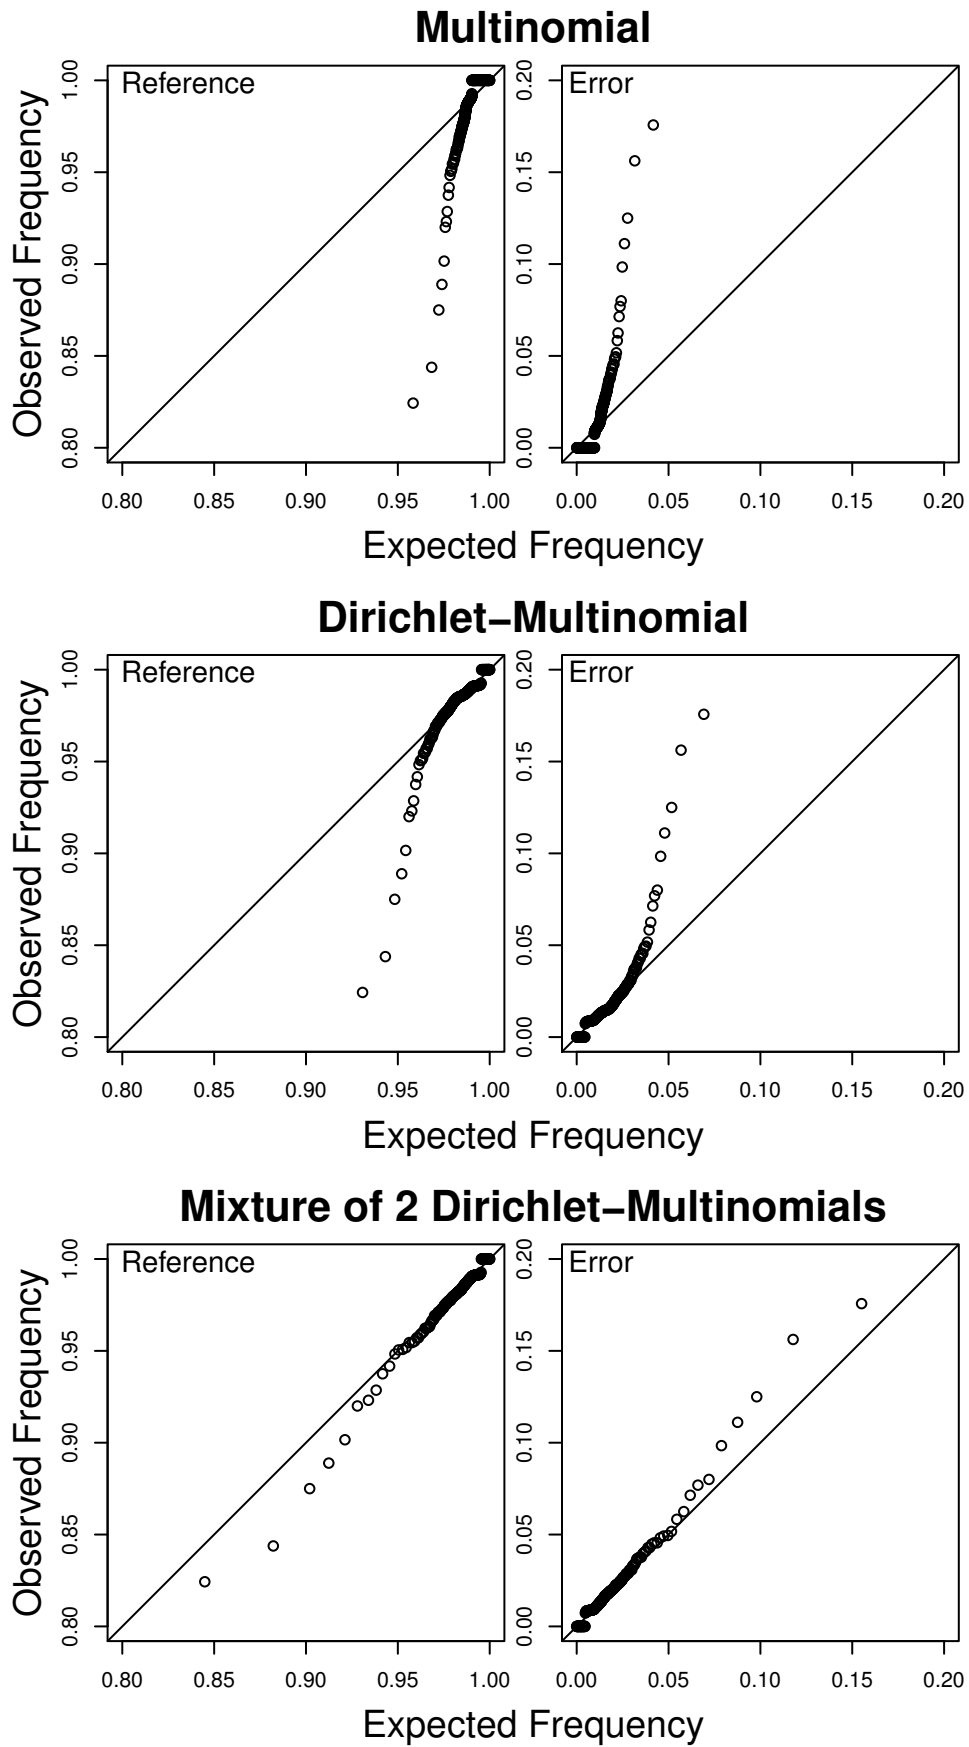 Multinomial
Reference
Error
Observed Frequency
1.00
0.95
0.90
0.85
0.80
0.20
0.15
0.10
0.05
0.00
0.80 0.85 0.90 0.95 1.00
0.00 0.05 0.10 0.15 0.20
Expected Frequency
Dirichlet−Multinomial
Reference
Error
Observed Frequency
1.00
0.95
0.90
0.85
0.80
0.20
0.15
0.10
0.05
0.00
0.80 0.85 0.90 0.95 1.00
0.00 0.05 0.10 0.15 0.20
Expected Frequency
Mixture of 2 Dirichlet−Multinomials
Reference
Error
Observed Frequency
1.00
0.95
0.90
0.85
0.80
0.20
0.15
0.10
0.05
0.00
0.80 0.85 0.90 0.95 1.00
0.00 0.05 0.10 0.15 0.20
Expected Frequency